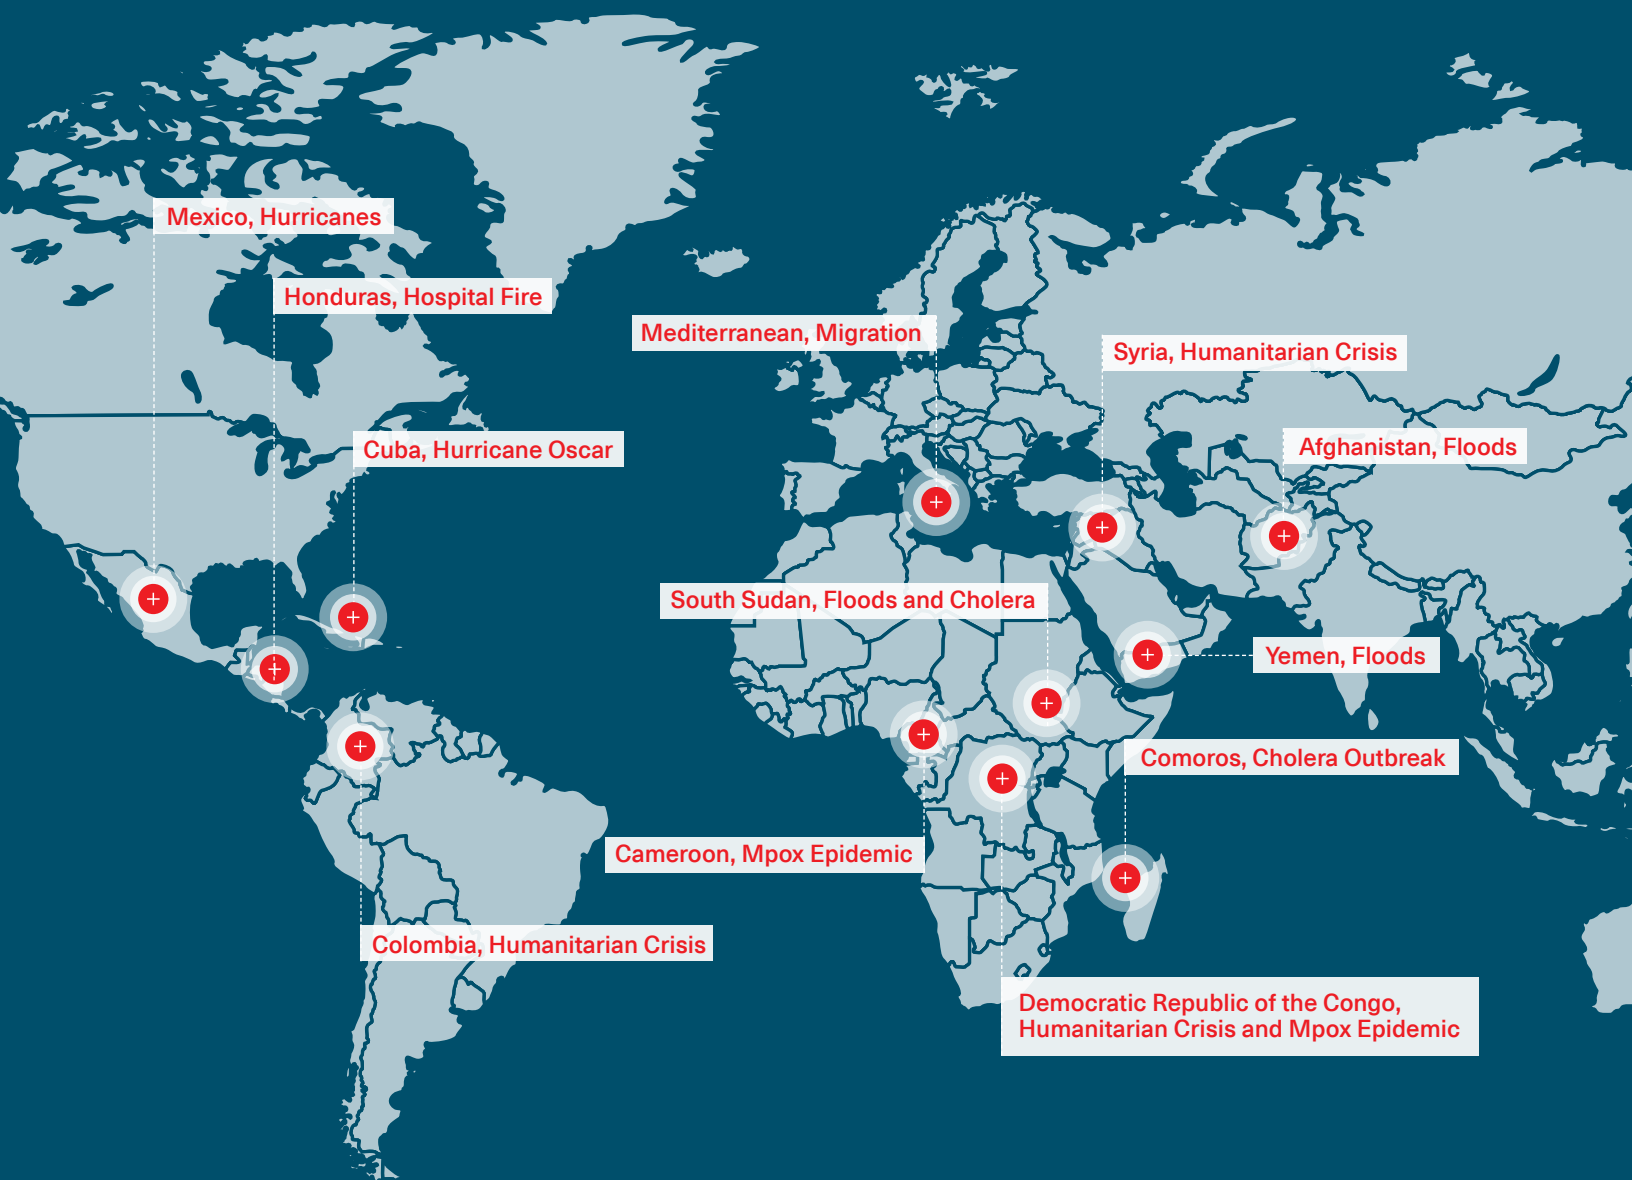 Mexico, Hurricanes
Honduras, Hospital Fire
Mediterranean, Migration
Syria, Humanitarian Crisis
Cuba, Hurricane Oscar
Afghanistan, Floods
South Sudan, Floods and Cholera
Yemen, Floods
Comoros, Cholera Outbreak
Cameroon, Mpox Epidemic
Colombia, Humanitarian Crisis
Democratic Republic of the Congo,
Humanitarian Crisis and Mpox Epidemic